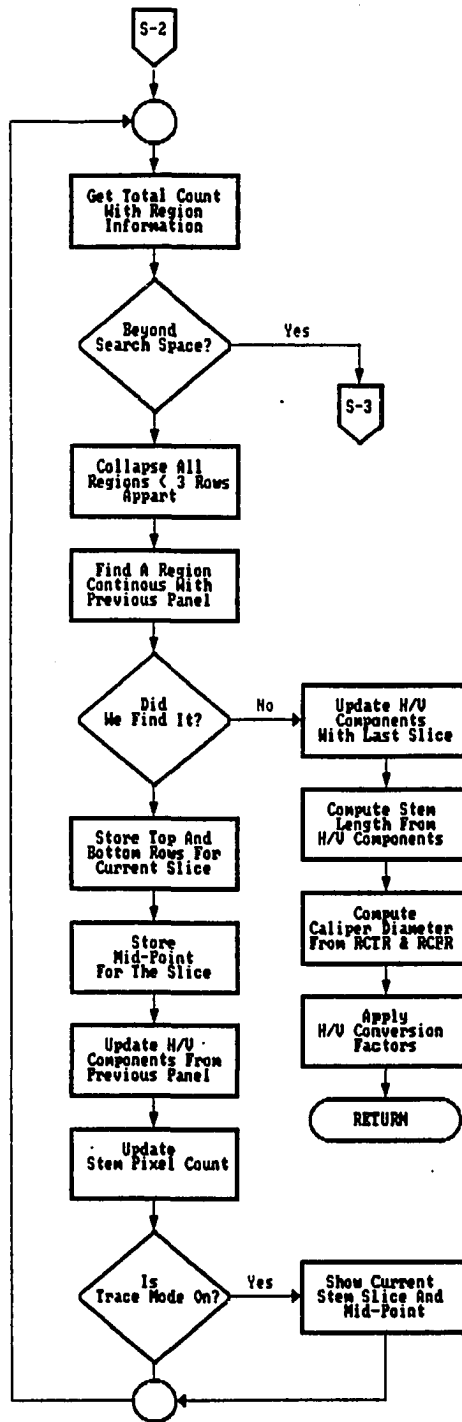 S-2
Get Total Count
With Region
Information
Beyond
Search Space?
Yes
S-3
Collapse All
Regions < 3 Rows
Appart
Find A Region
Continous With
Previous Panel
Did
We Find It?
No
Update H/V
Components
With Last Slice
Store Top And
Bottom Rows For
Current Slice
Compute Stem
Length From
H/V Components
Store
Mid-Point
For The Slice
Compute
Caliper Diameter
From RCTR & RCPR
Update H/V
Components From
Previous Panel
Apply
H/V Conversion
Factors
RETURN
Update
Stem Pixel Count
Is
Trace Mode On?
Yes
Show Current
Stem Slice And
Mid-Point